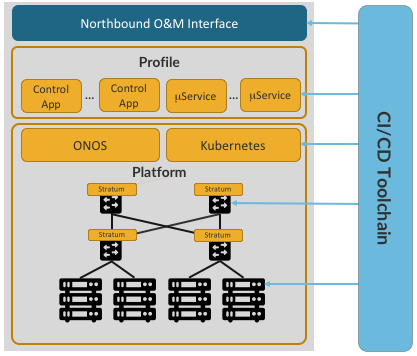 Northbound O&M Interface
Profile
Control
App
...
Control
App
μService
...
μService
ONOS
Kubernetes
Platform
Stratum
Stratum
Stratum
Stratum
CI/CD Toolchain